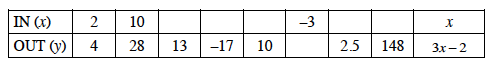 IN (x) 2 10 –3 x
OUT (y) 4 28 13 –17 10 2.5 148 3x – 2